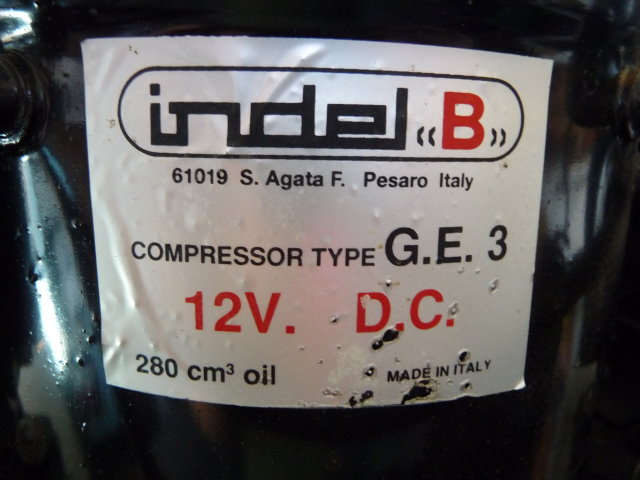 indel «B»
61019 S. Agata F. Pesaro Italy
COMPRESSOR TYPE G.E. 3
12V. D.C.
280 cm³ oil MADE IN ITALY